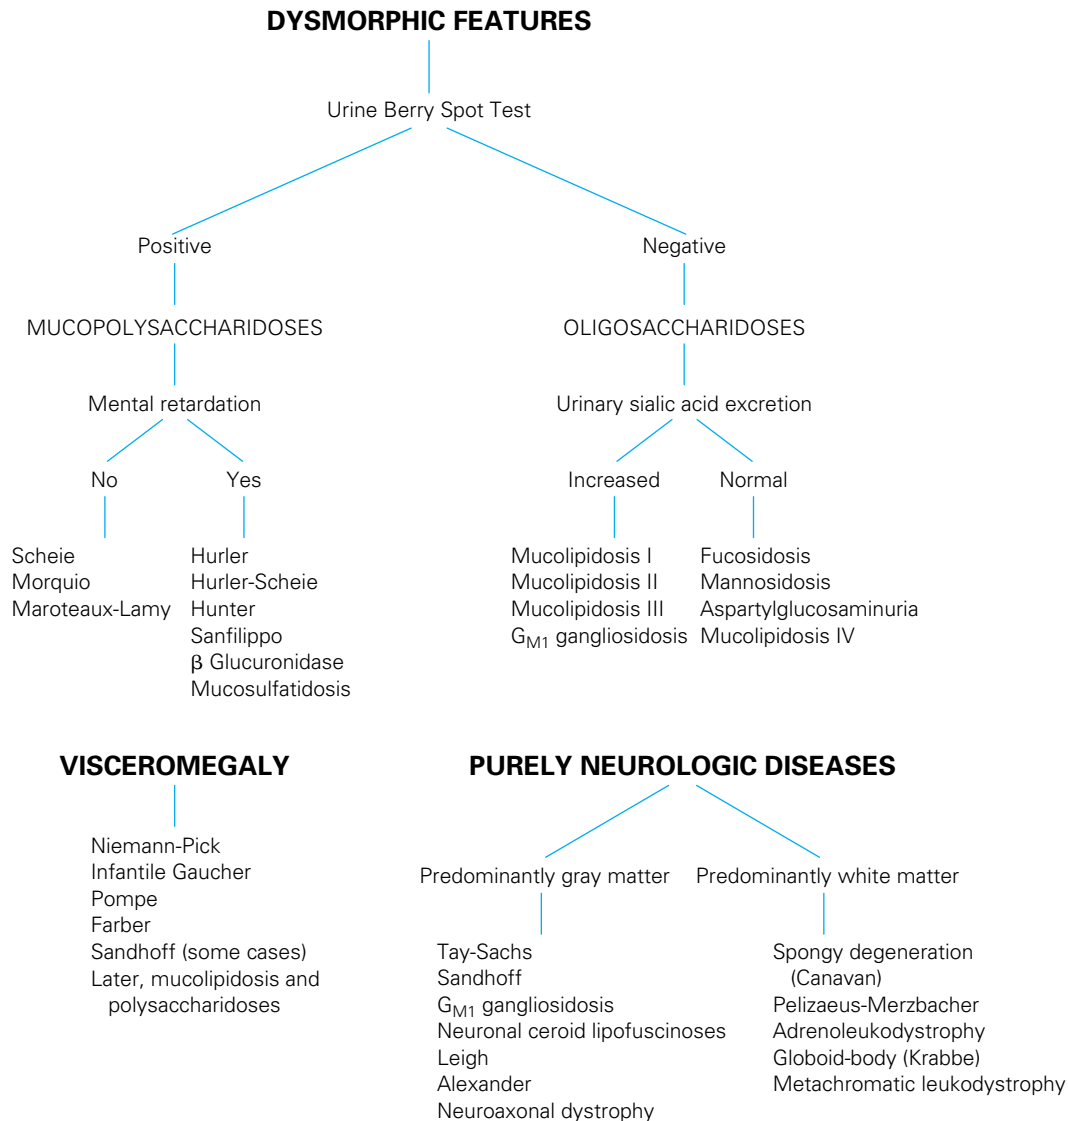 DYSMORPHIC FEATURES
Urine Berry Spot Test
Positive
Negative
MUCOPOLYSACCHARIDOSES
OLIGOSACCHARIDOSES
Mental retardation
Urinary sialic acid excretion
No
Yes
Increased
Normal
Scheie
Morquio
Maroteaux-Lamy
Hurler
Hurler-Scheie
Hunter
Sanfilippo
β Glucuronidase
Mucosulfatidosis
Mucolipidosis I
Mucolipidosis II
Mucolipidosis III
GM1 gangliosidosis
Fucosidosis
Mannosidosis
Aspartylglucosaminuria
Mucolipidosis IV
VISCEROMEGALY
Niemann-Pick
Infantile Gaucher
Pompe
Farber
Sandhoff (some cases)
Later, mucolipidosis and
polysaccharidoses
PURELY NEUROLOGIC DISEASES
Predominantly gray matter
Predominantly white matter
Tay-Sachs
Sandhoff
GM1 gangliosidosis
Neuronal ceroid lipofuscinoses
Leigh
Alexander
Neuroaxonal dystrophy
Spongy degeneration
(Canavan)
Pelizaeus-Merzbacher
Adrenoleukodystrophy
Globoid-body (Krabbe)
Metachromatic leukodystrophy